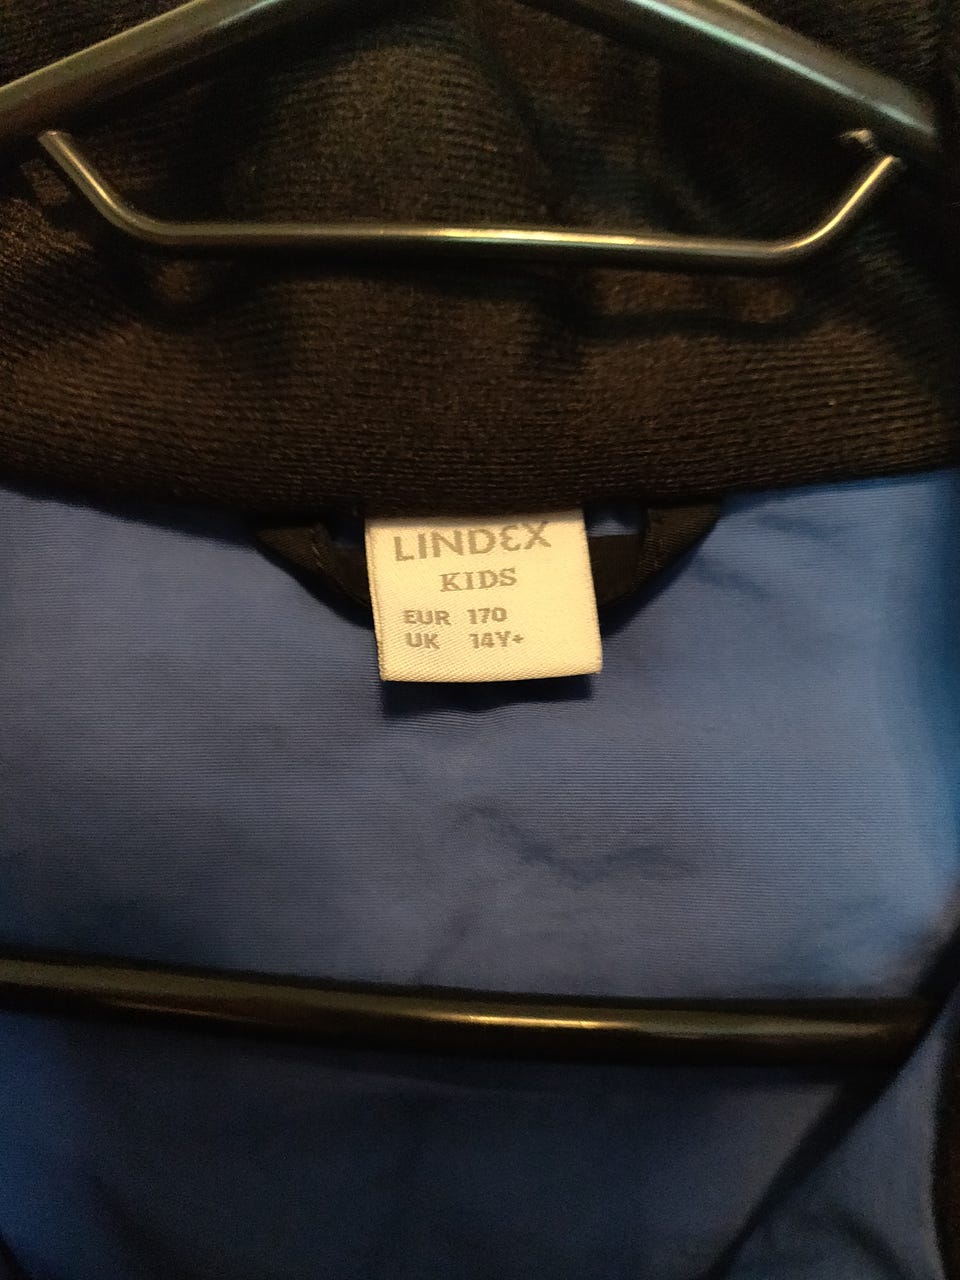 LINDEX
KIDS
EUR 170
UK 14Y+